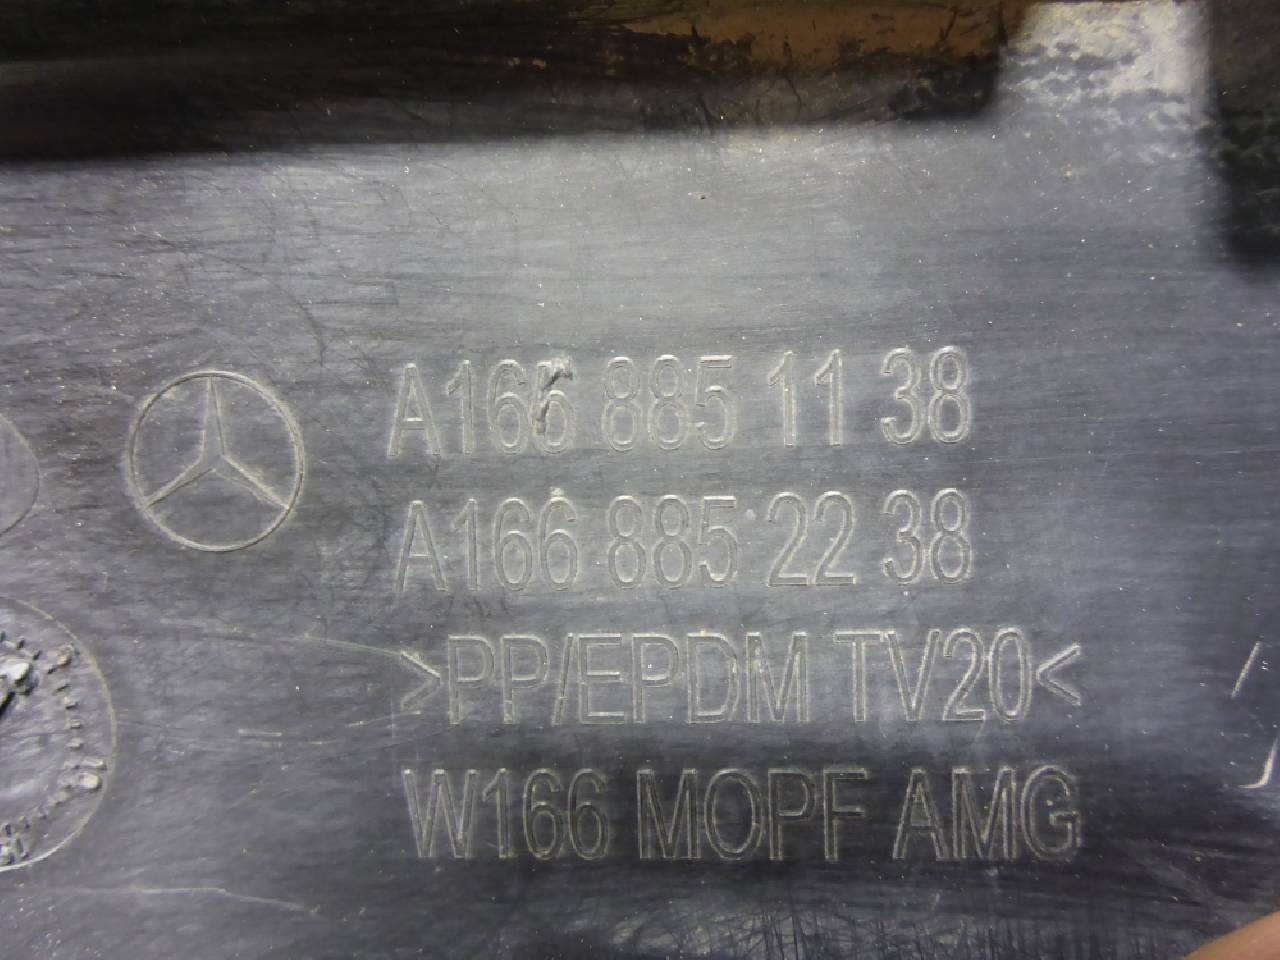 A166 885 11 38
A166 885 22 38
>PP/EPDM TV20<
W166 MOPF AMG